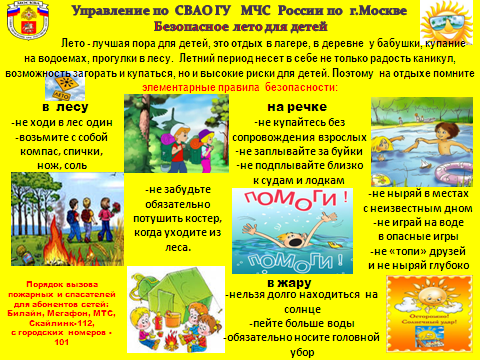 Управление по СВАО ГУ МЧС России по г.Москве
Безопасное лето для детей
Лето - лучшая пора для детей, это отдых в лагере, в деревне у бабушки, купание
на водоемах, прогулки в лесу. Летний период несет в себе не только радость каникул,
возможность загорать и купаться, но и высокие риски для детей. Поэтому на отдыхе помните
элементарные правила безопасности:
в лесу
-не ходи в лес один
-возьмите с собой
компас, спички,
нож, соль
на речке
-не купайтесь без
сопровождения взрослых
-не заплывайте за буйки
-не подплывайте близко
к судам и лодкам
-не забудьте
обязательно
потушить костер,
когда уходите из
леса.
ПОМОГИ!
ПОМОГИ!
-не ныряй в местах
с неизвестным дном
-не играй на воде
в опасные игры
-не «топи» друзей
и не ныряй глубоко
Порядок вызова
пожарных и спасателей
для абонентов сетей:
Билайн, Мегафон, МТС,
Скайлинк-112,
с городских номеров -
101
в жару
-нельзя долго находиться на
солнце
-пейте больше воды
-обязательно носите головной
убор
Осторожно!
Солнечный удар!